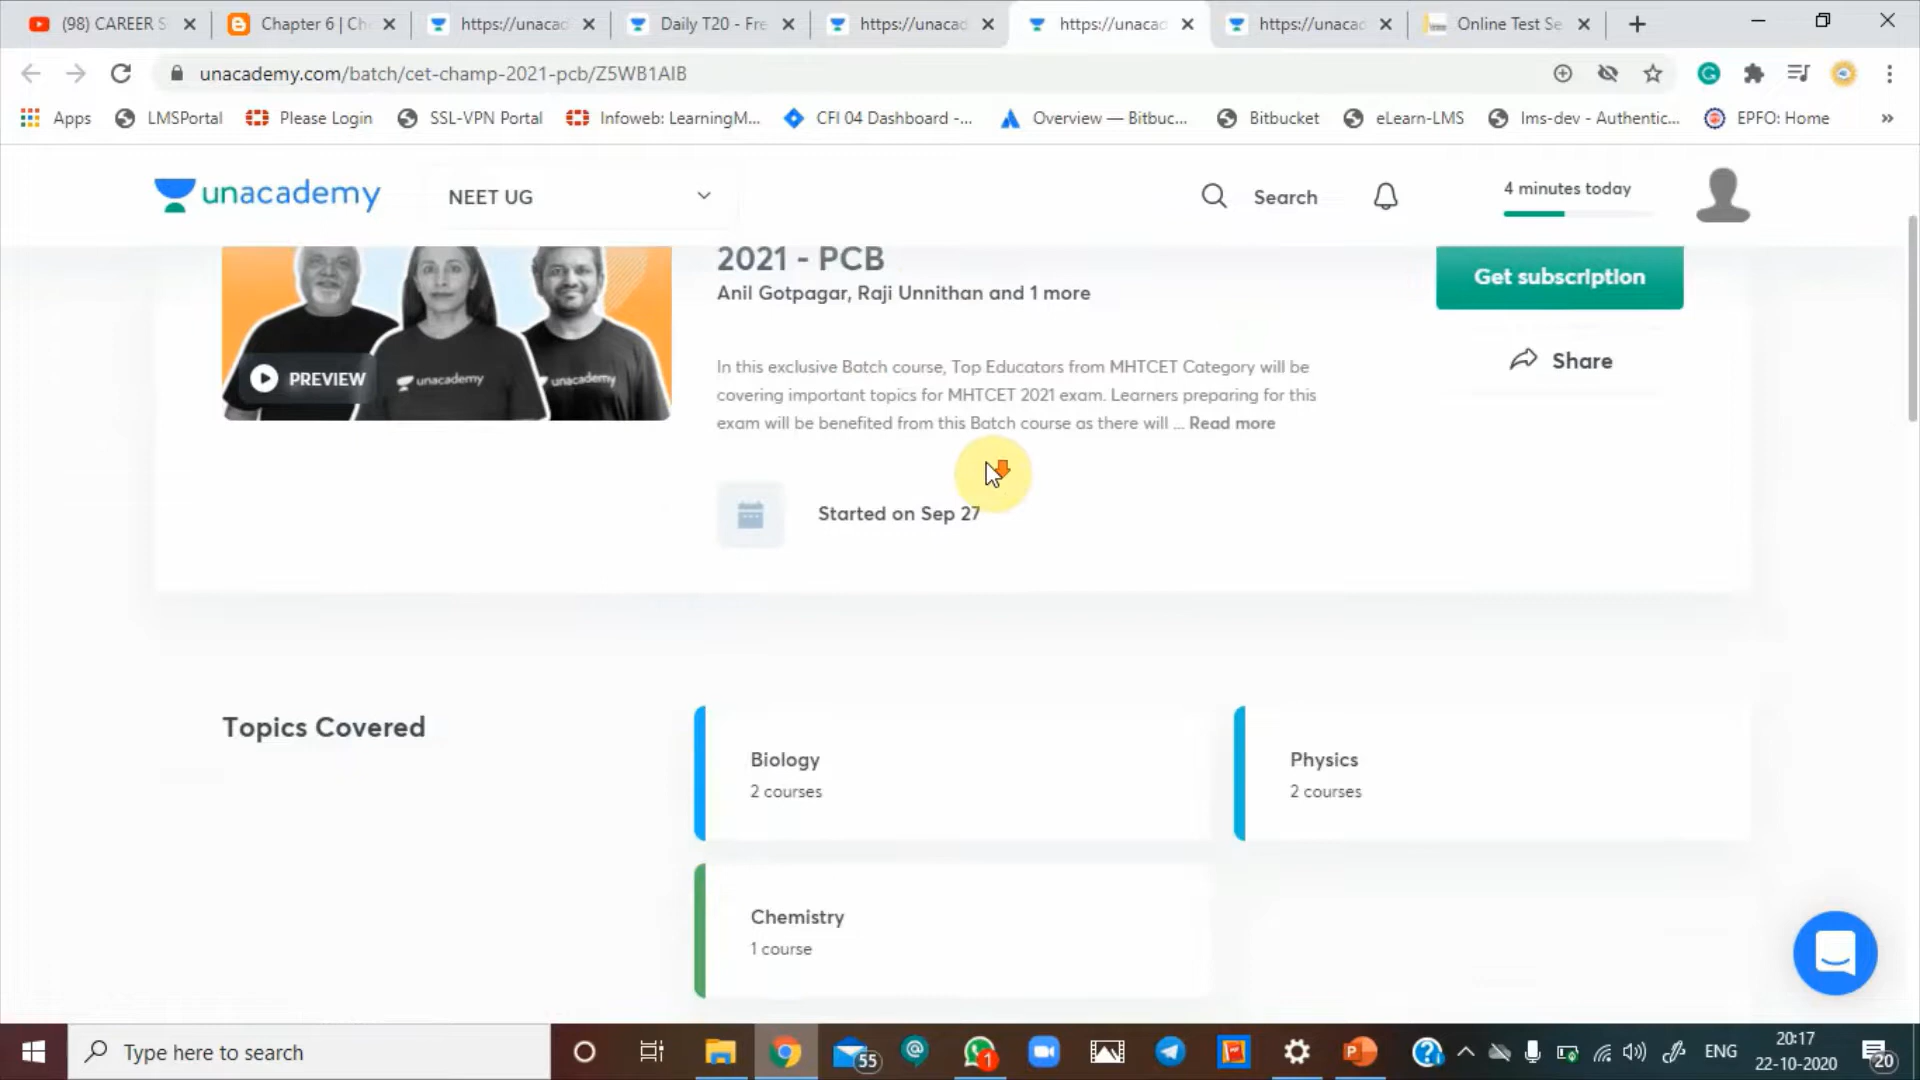 (98) CAREER S
Chapter 6 | Ch
https://unacad
Daily T20 - Fre
https://unacad
https://unacad
https://unacad
Online Test Se
unacademy.com/batch/cet-champ-2021-pcb/Z5WB1AIB
Apps
LMSPortal
Please Login
SSL-VPN Portal
Infoweb: LearningM...
CFI 04 Dashboard -...
Overview — Bitbuc...
Bitbucket
eLearn-LMS
lms-dev - Authentic...
EPFO: Home
»
unacademy
NEET UG
Search
4 minutes today
2021 - PCB
Anil Gotpagar, Raji Unnithan and 1 more
Get subscription
Share
PREVIEW
unacademy
unacademy
In this exclusive Batch course, Top Educators from MHTCET Category will be
covering important topics for MHTCET 2021 exam. Learners preparing for this
exam will be benefited from this Batch course as there will ... Read more
Started on Sep 27
Topics Covered
Biology
2 courses
Physics
2 courses
Chemistry
1 course
Type here to search
55
1
ENG
20:17
22-10-2020
20